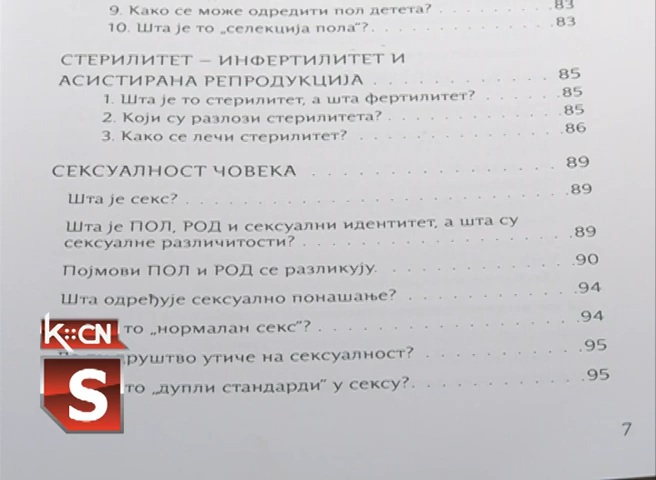 9. Како се може одредити пол детета? 83
10. Шта је то „селекција пола“? 83
СТЕРИЛИТЕТ – ИНФЕРТИЛИТЕТ И
АСИСТИРАНА РЕПРОДУКЦИЈА 85
1. Шта је то стерилитет, а шта фертилитет? 85
2. Који су разлози стерилитета? 85
3. Како се лечи стерилитет? 86
СЕКСУАЛНОСТ ЧОВЕКА 89
Шта је секс? 89
Шта је ПОЛ, РОД и сексуални идентитет, а шта су
сексуалне различитости? 89
Појмови ПОЛ и РОД се разликују. 90
Шта одређује сексуално понашање? 94
то „нормалан секс“? 94
друштво утиче на сексуалност? 95
то „дупли стандарди“ у сексу? 95
K::CN
S
7